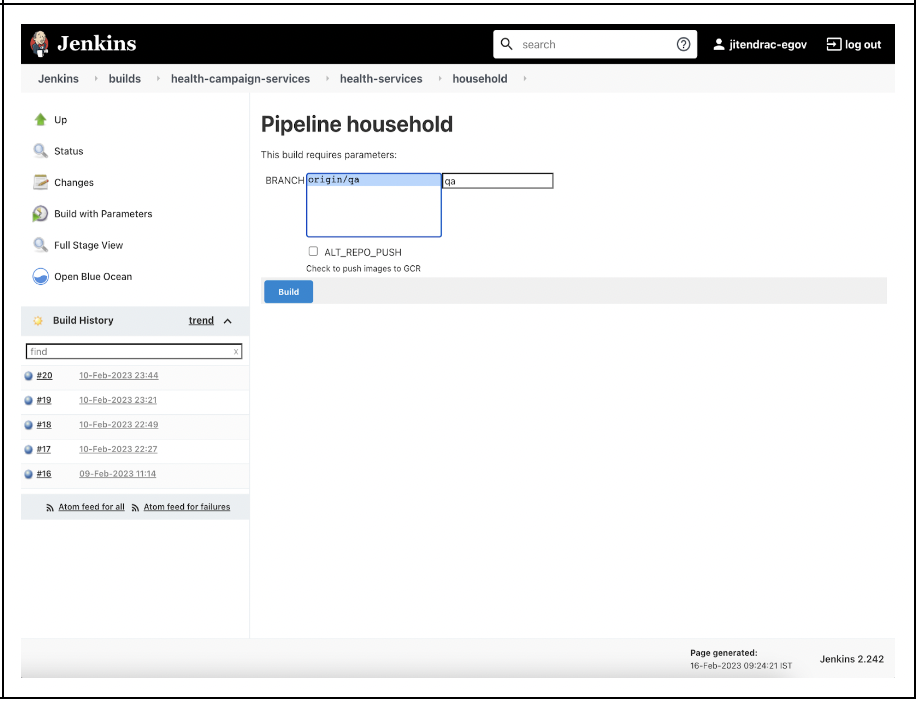 Jenkins
search
jitendrac-egov
log out
Jenkins builds health-campaign-services health-services household
Up
Status
Changes
Build with Parameters
Full Stage View
Open Blue Ocean
Build History trend
find x
#20 10-Feb-2023 23:44
#19 10-Feb-2023 23:21
#18 10-Feb-2023 22:49
#17 10-Feb-2023 22:27
#16 09-Feb-2023 11:14
Atom feed for all Atom feed for failures
Pipeline household
This build requires parameters:
BRANCH origin/qa qa
ALT_REPO_PUSH
Check to push images to GCR
Build
Page generated:
16-Feb-2023 09:24:21 IST
Jenkins 2.242